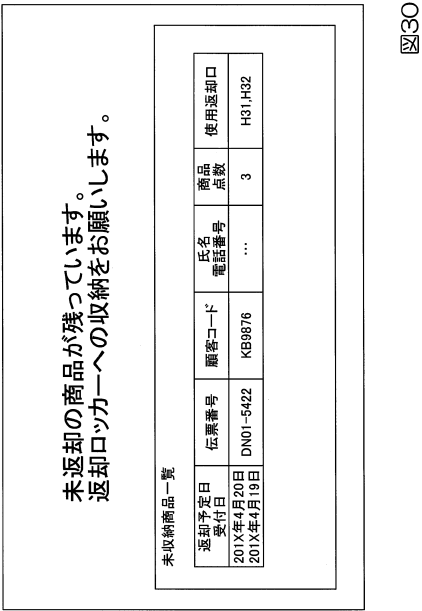 図30
未返却の商品が残っています。
返却ロッカーへの収納をお願いします。
未収納商品一覧
返却予定日
受付日
伝票番号
顧客コード
氏名
電話番号
商品
点数
使用返却口
201X年4月20日
201X年4月19日
DN01-5422
KB9876
…
3
H31,H32